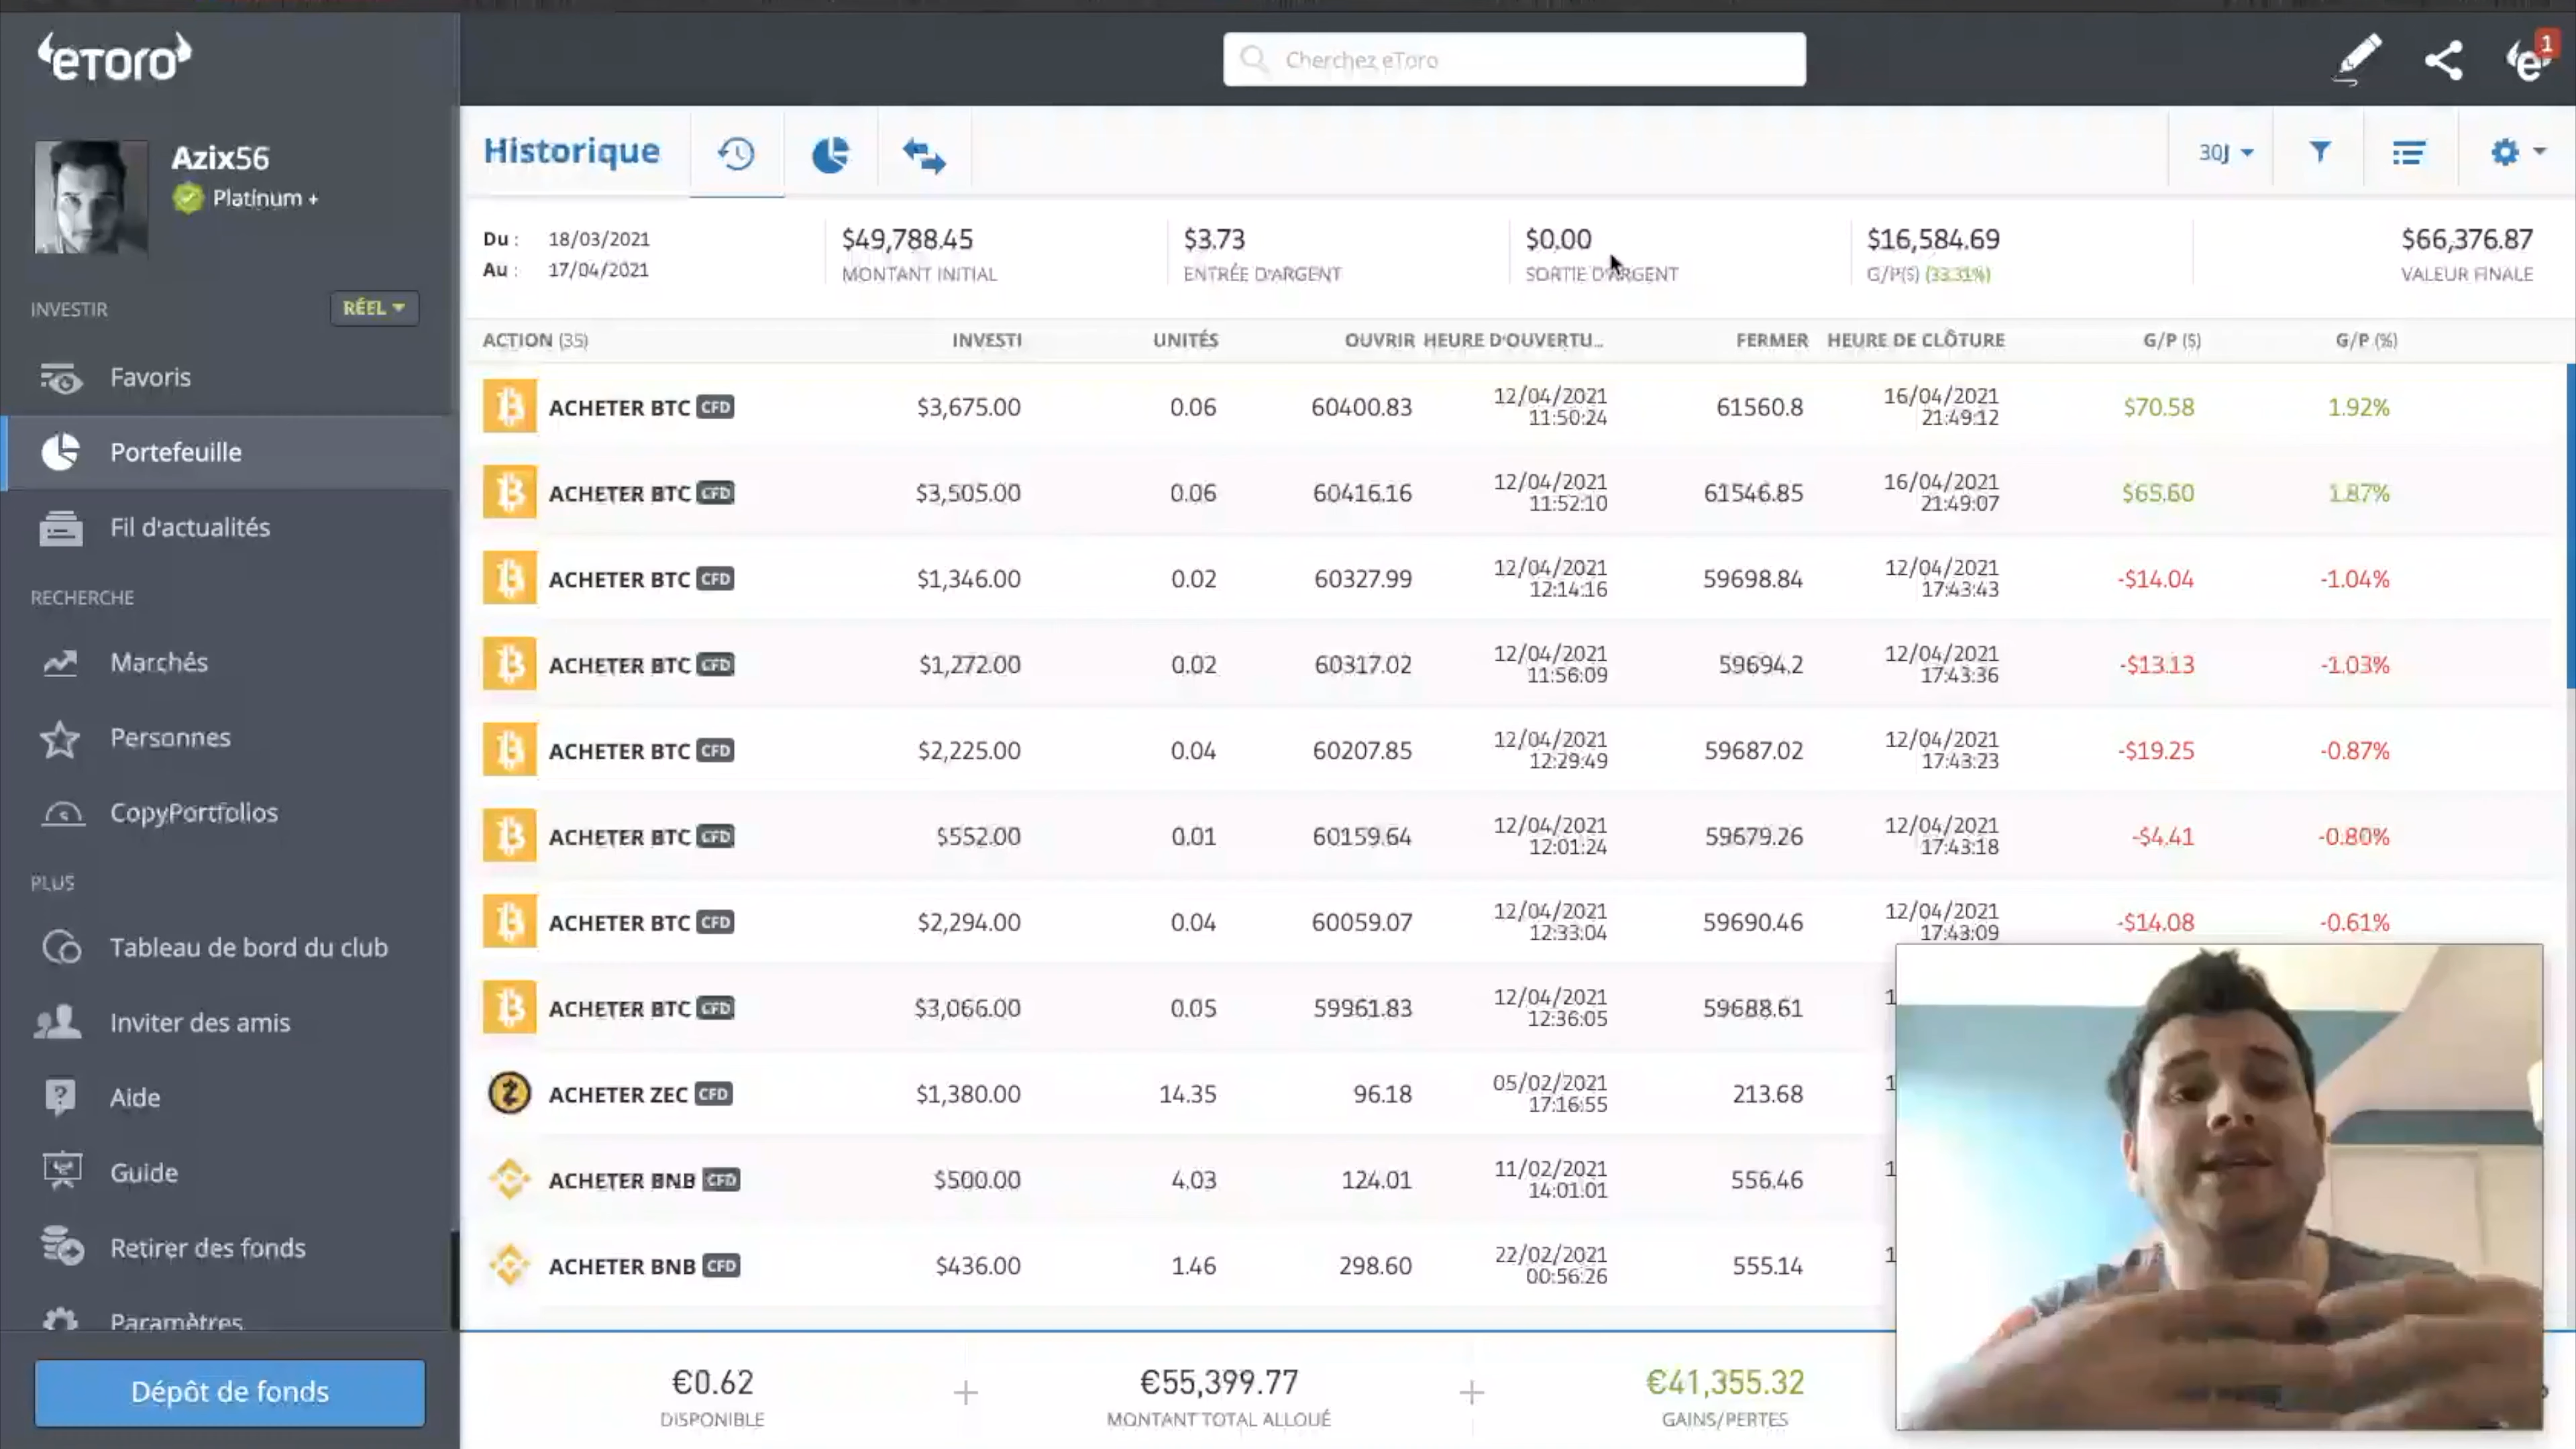 eToro
Cherchez eToro
1
Azix56
Platinum +
INVESTIR
RÉEL
Favoris
Portefeuille
Fil d'actualités
RECHERCHE
Marchés
Personnes
CopyPortfolios
PLUS
Tableau de bord du club
Inviter des amis
Aide
Guide
Retirer des fonds
Paramètres
Dépôt de fonds
Historique
30J
Du : 18/03/2021
Au : 17/04/2021
$49,788.45
MONTANT INITIAL
$3.73
ENTRÉE D'ARGENT
$0.00
SORTIE D'ARGENT
$16,584.69
G/P($) (33.31%)
$66,376.87
VALEUR FINALE
ACTION (35) INVESTI UNITÉS OUVRIR HEURE D'OUVERTU... FERMER HEURE DE CLÔTURE G/P ($) G/P (%)
ACHETER BTC CFD $3,675.00 0.06 60400.83 12/04/2021 11:50:24 61560.8 16/04/2021 21:49:12 $70.58 1.92%
ACHETER BTC CFD $3,505.00 0.06 60416.16 12/04/2021 11:52:10 61546.85 16/04/2021 21:49:07 $65.60 1.87%
ACHETER BTC CFD $1,346.00 0.02 60327.99 12/04/2021 12:14:16 59698.84 12/04/2021 17:43:43 -$14.04 -1.04%
ACHETER BTC CFD $1,272.00 0.02 60317.02 12/04/2021 11:56:09 59694.2 12/04/2021 17:43:36 -$13.13 -1.03%
ACHETER BTC CFD $2,225.00 0.04 60207.85 12/04/2021 12:29:49 59687.02 12/04/2021 17:43:23 -$19.25 -0.87%
ACHETER BTC CFD $552.00 0.01 60159.64 12/04/2021 12:01:24 59679.26 12/04/2021 17:43:18 -$4.41 -0.80%
ACHETER BTC CFD $2,294.00 0.04 60059.07 12/04/2021 12:33:04 59690.46 12/04/2021 17:43:09 -$14.08 -0.61%
ACHETER BTC CFD $3,066.00 0.05 59961.83 12/04/2021 12:36:05 59688.61 1
ACHETER ZEC CFD $1,380.00 14.35 96.18 05/02/2021 17:16:55 213.68 1
ACHETER BNB CFD $500.00 4.03 124.01 11/02/2021 14:01:01 556.46 1
ACHETER BNB CFD $436.00 1.46 298.60 22/02/2021 00:56:26 555.14 1
€0.62
DISPONIBLE
+
€55,399.77
MONTANT TOTAL ALLOUÉ
+
€41,355.32
GAINS/PERTES